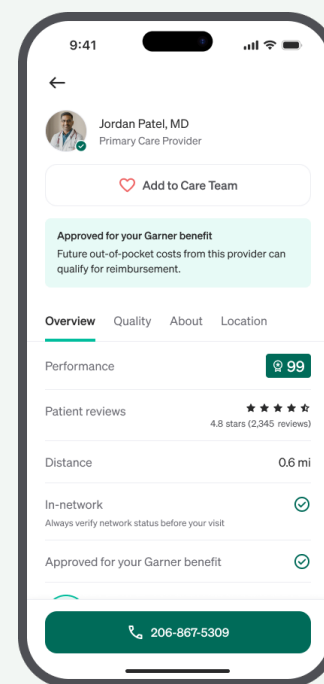 9:41
Jordan Patel, MD
Primary Care Provider
Add to Care Team
Approved for your Garner benefit
Future out-of-pocket costs from this provider can
qualify for reimbursement.
Overview Quality About Location
Performance 99
Patient reviews
4.8 stars (2,345 reviews)
Distance 0.6 mi
In-network
Always verify network status before your visit
Approved for your Garner benefit
206-867-5309